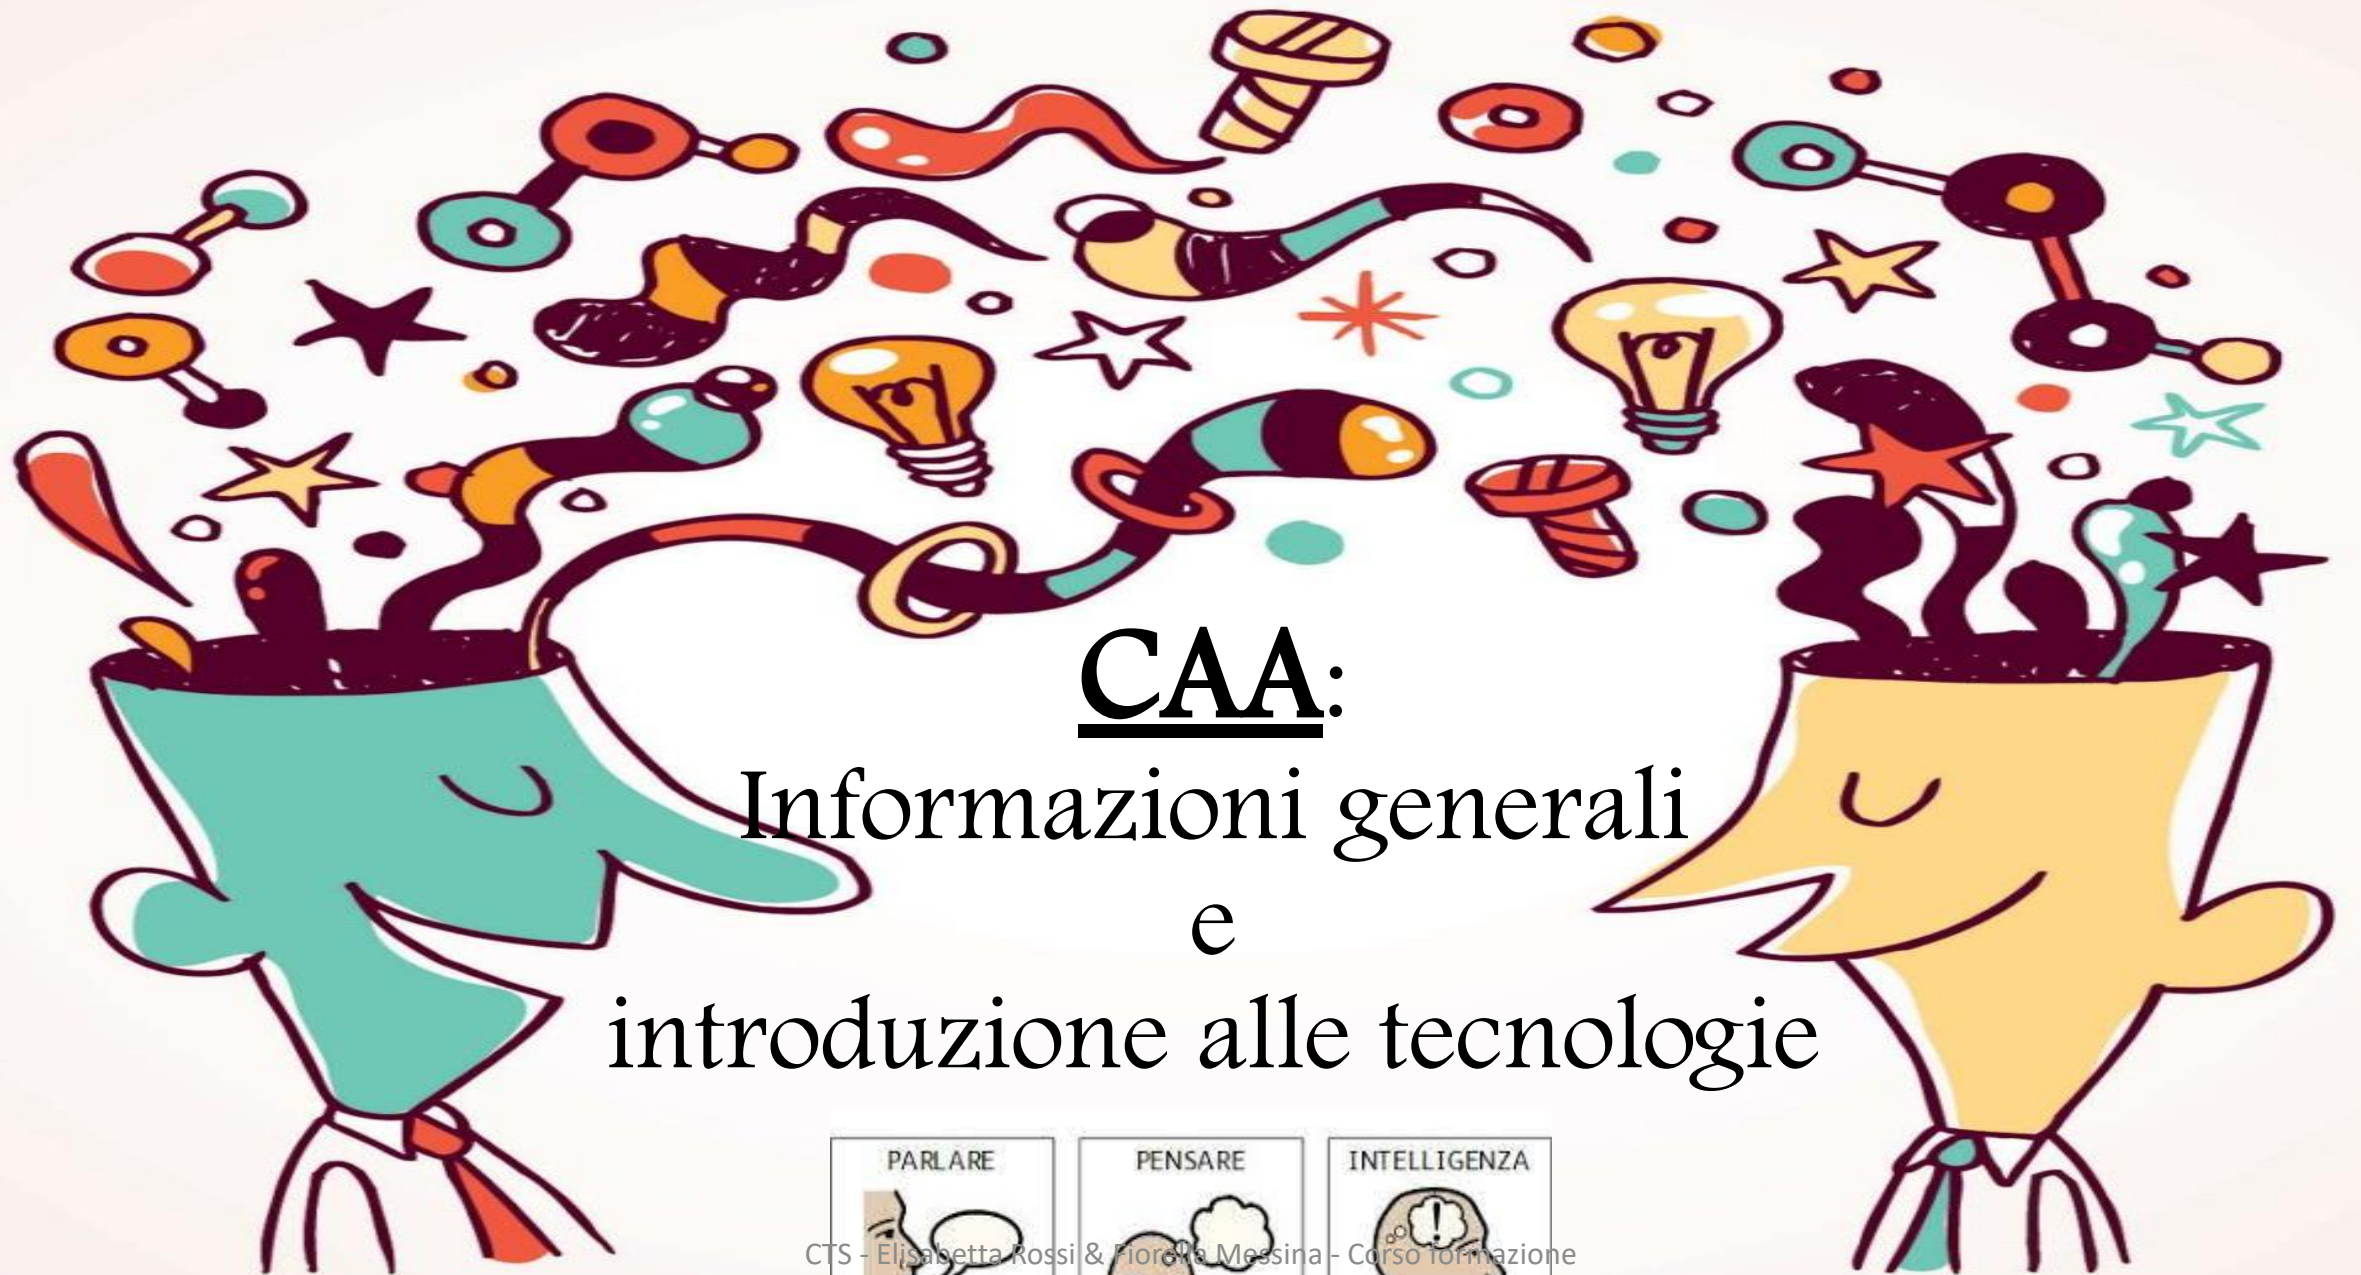 CAA:
Informazioni generali
e
introduzione alle tecnologie
PARLARE PENSARE INTELLIGENZA
!
CTS - Elisabetta Rossi & Fiorella Messina - Corso formazione